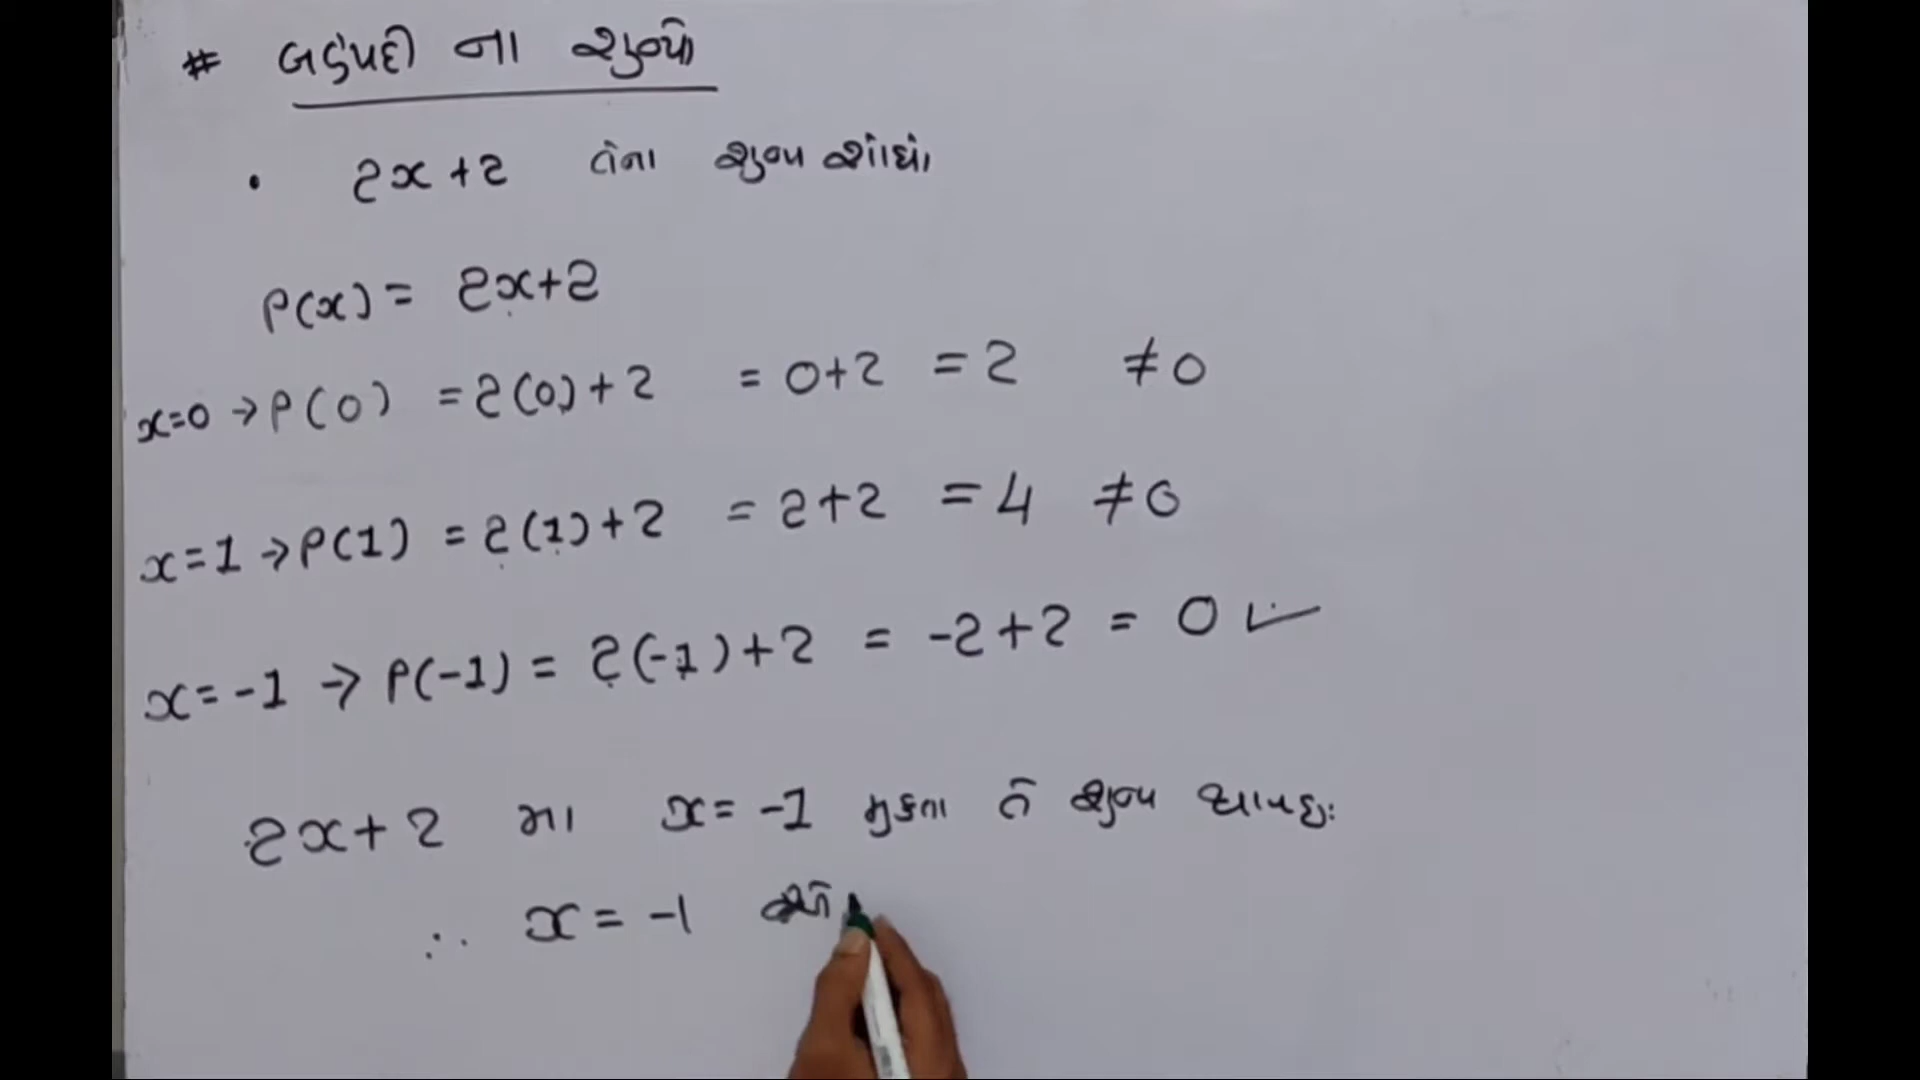 # બહુપદી ના શુન્યો
• 2x+2 તેના શુન્ય શોધો
P(x) = 2x+2
x=0 → P(0) = 2(0)+2 = 0+2 = 2 ≠0
x=1 → P(1) = 2(1)+2 = 2+2 = 4 ≠0
x=-1 → P(-1) = 2(-1)+2 = -2+2 = 0 ✓
2x+2 મા x=-1 મુકતા તે શુન્ય
∴ x=-1